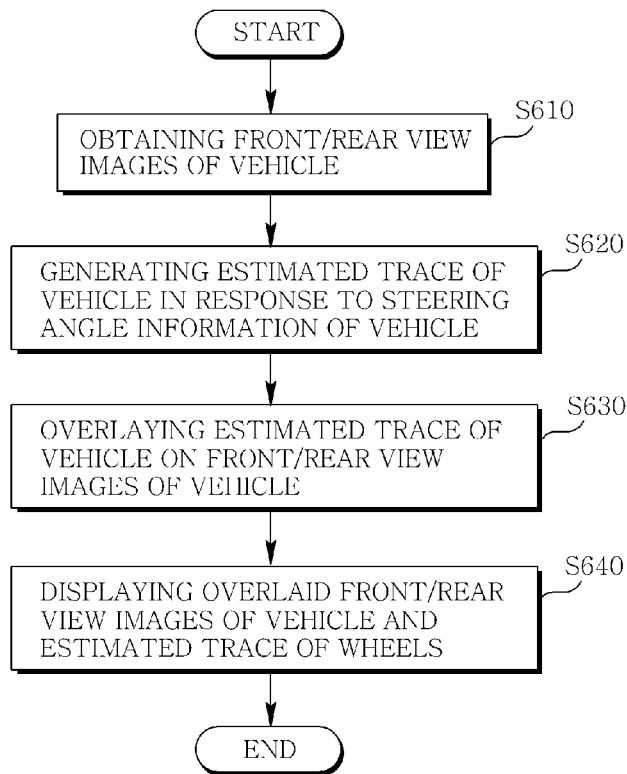 START
S610
OBTAINING FRONT/REAR VIEW
IMAGES OF VEHICLE
S620
GENERATING ESTIMATED TRACE OF
VEHICLE IN RESPONSE TO STEERING
ANGLE INFORMATION OF VEHICLE
S630
OVERLAYING ESTIMATED TRACE OF
VEHICLE ON FRONT/REAR VIEW
IMAGES OF VEHICLE
S640
DISPLAYING OVERLAID FRONT/REAR
VIEW IMAGES OF VEHICLE AND
ESTIMATED TRACE OF WHEELS
END